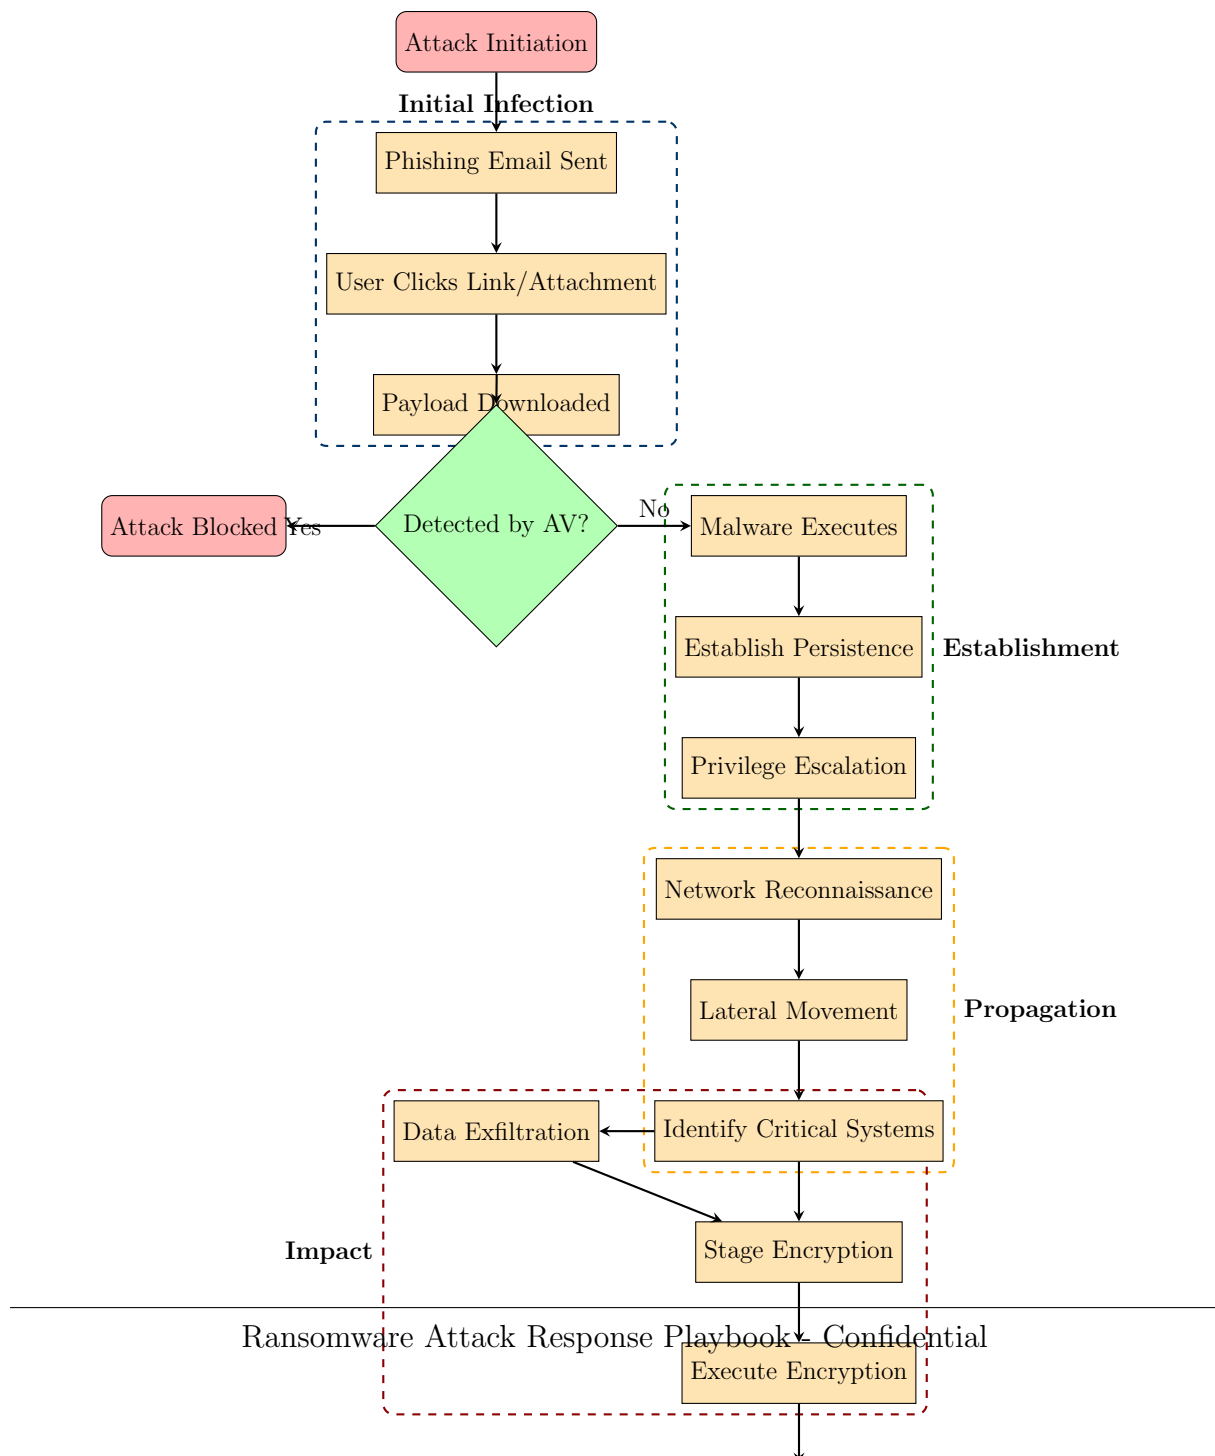 Attack Initiation
Initial Infection
Phishing Email Sent
User Clicks Link/Attachment
Payload Downloaded
Attack Blocked
Yes
Detected by AV?
No
Malware Executes
Establish Persistence
Establishment
Privilege Escalation
Network Reconnaissance
Lateral Movement
Propagation
Data Exfiltration
Identify Critical Systems
Impact
Stage Encryption
Ransomware Attack Response Playbook - Confidential
Execute Encryption